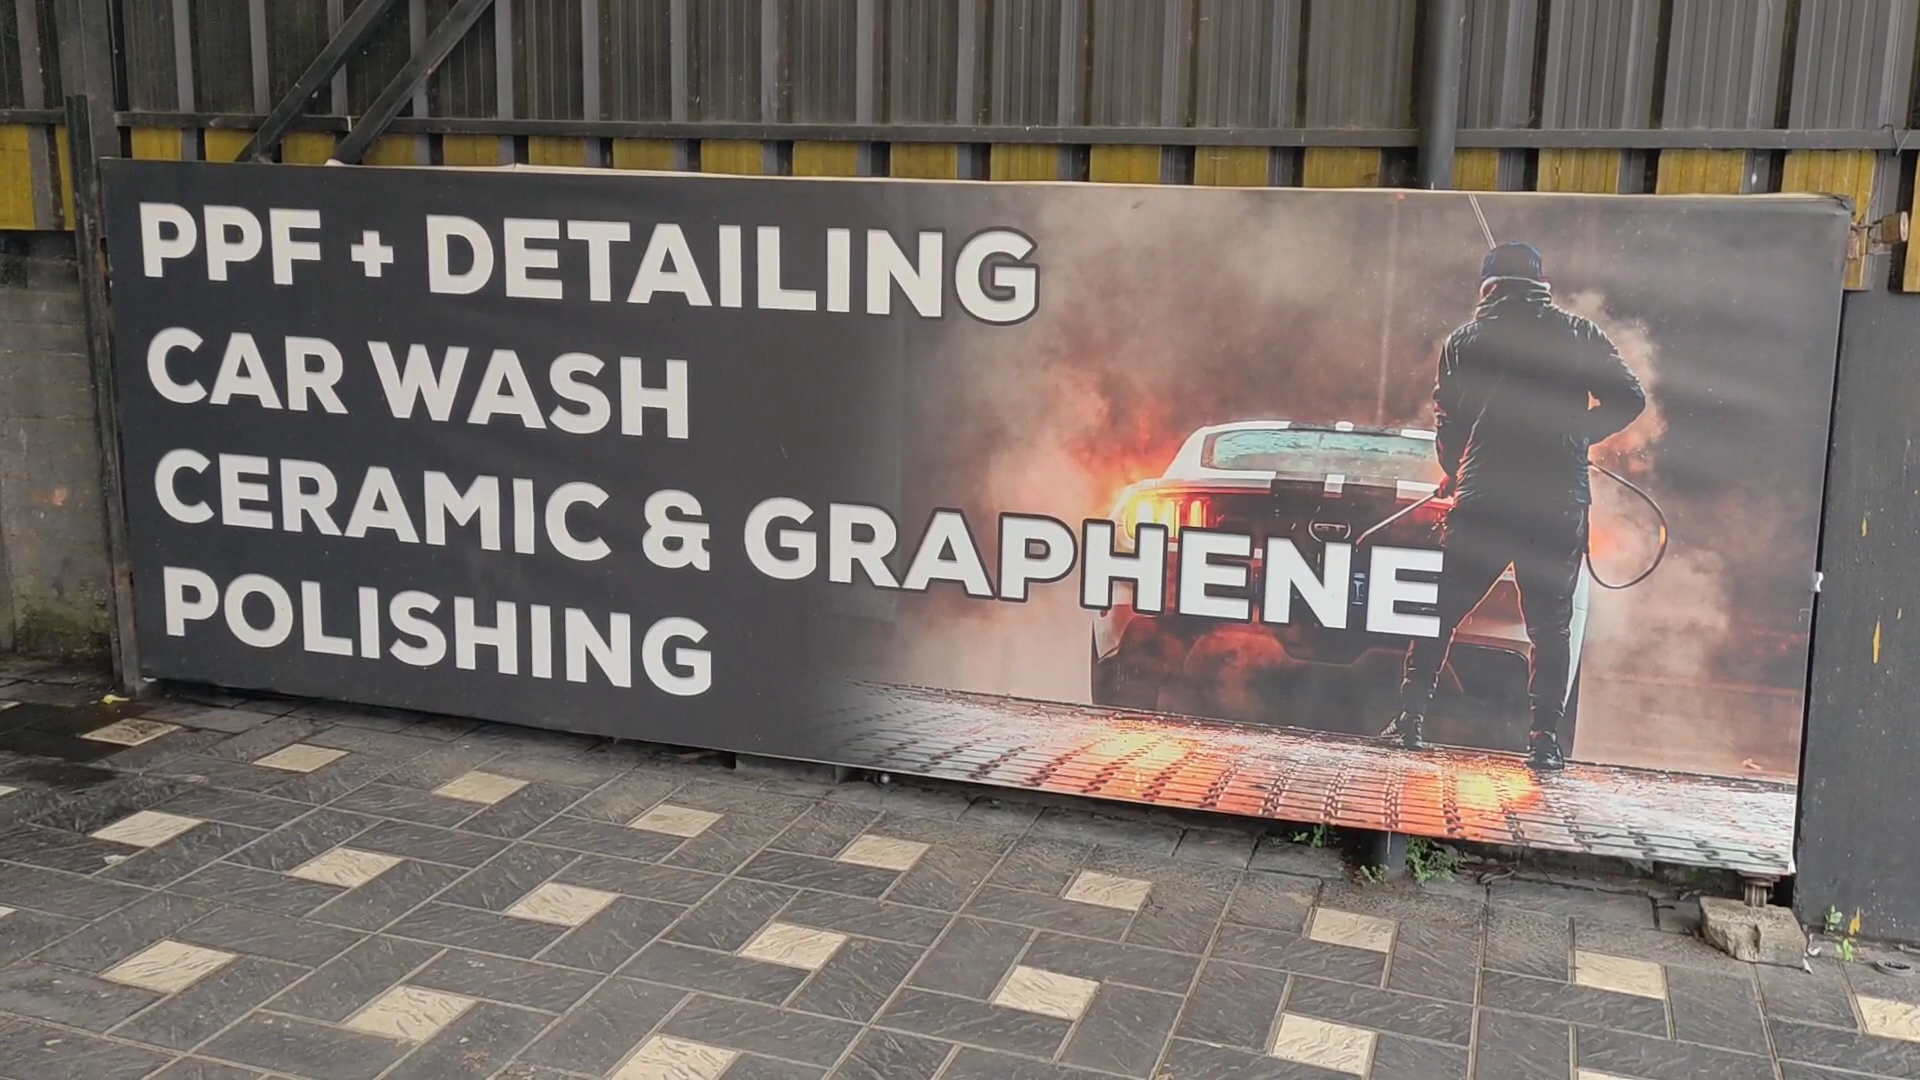 PPF + DETAILING
CAR WASH
CERAMIC & GRAPHENE
POLISHING